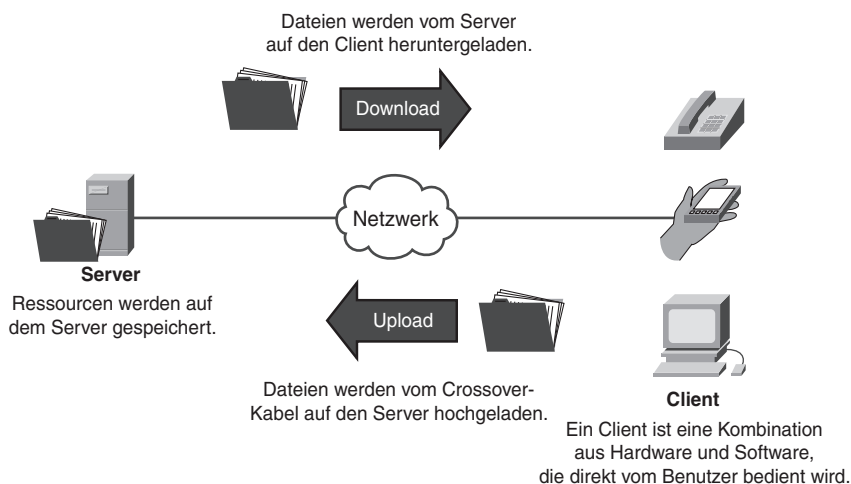 Dateien werden vom Server
auf den Client heruntergeladen.
Download
Netzwerk
Server
Ressourcen werden auf
dem Server gespeichert.
Upload
Dateien werden vom Crossover-
Kabel auf den Server hochgeladen.
Client
Ein Client ist eine Kombination
aus Hardware und Software,
die direkt vom Benutzer bedient wird.